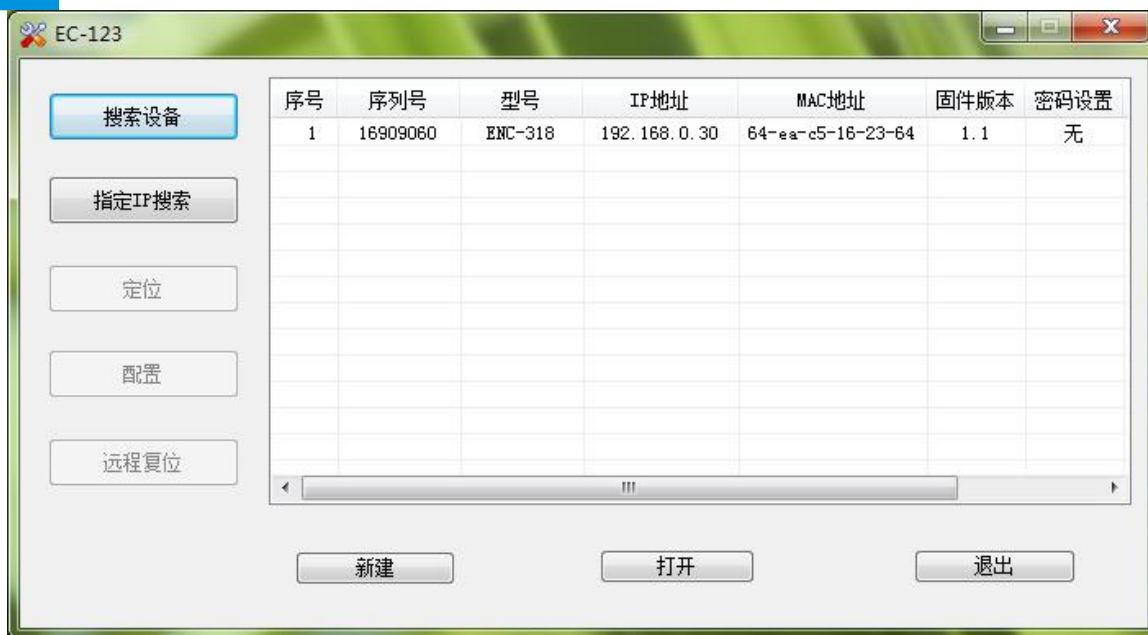 EC-123
搜索设备
指定IP搜索
定位
配置
远程复位
序号 序列号 型号 IP地址 MAC地址 固件版本 密码设置
1 16909060 ENC-318 192.168.0.30 64-ea-c5-16-23-64 1.1 无
新建 打开 退出